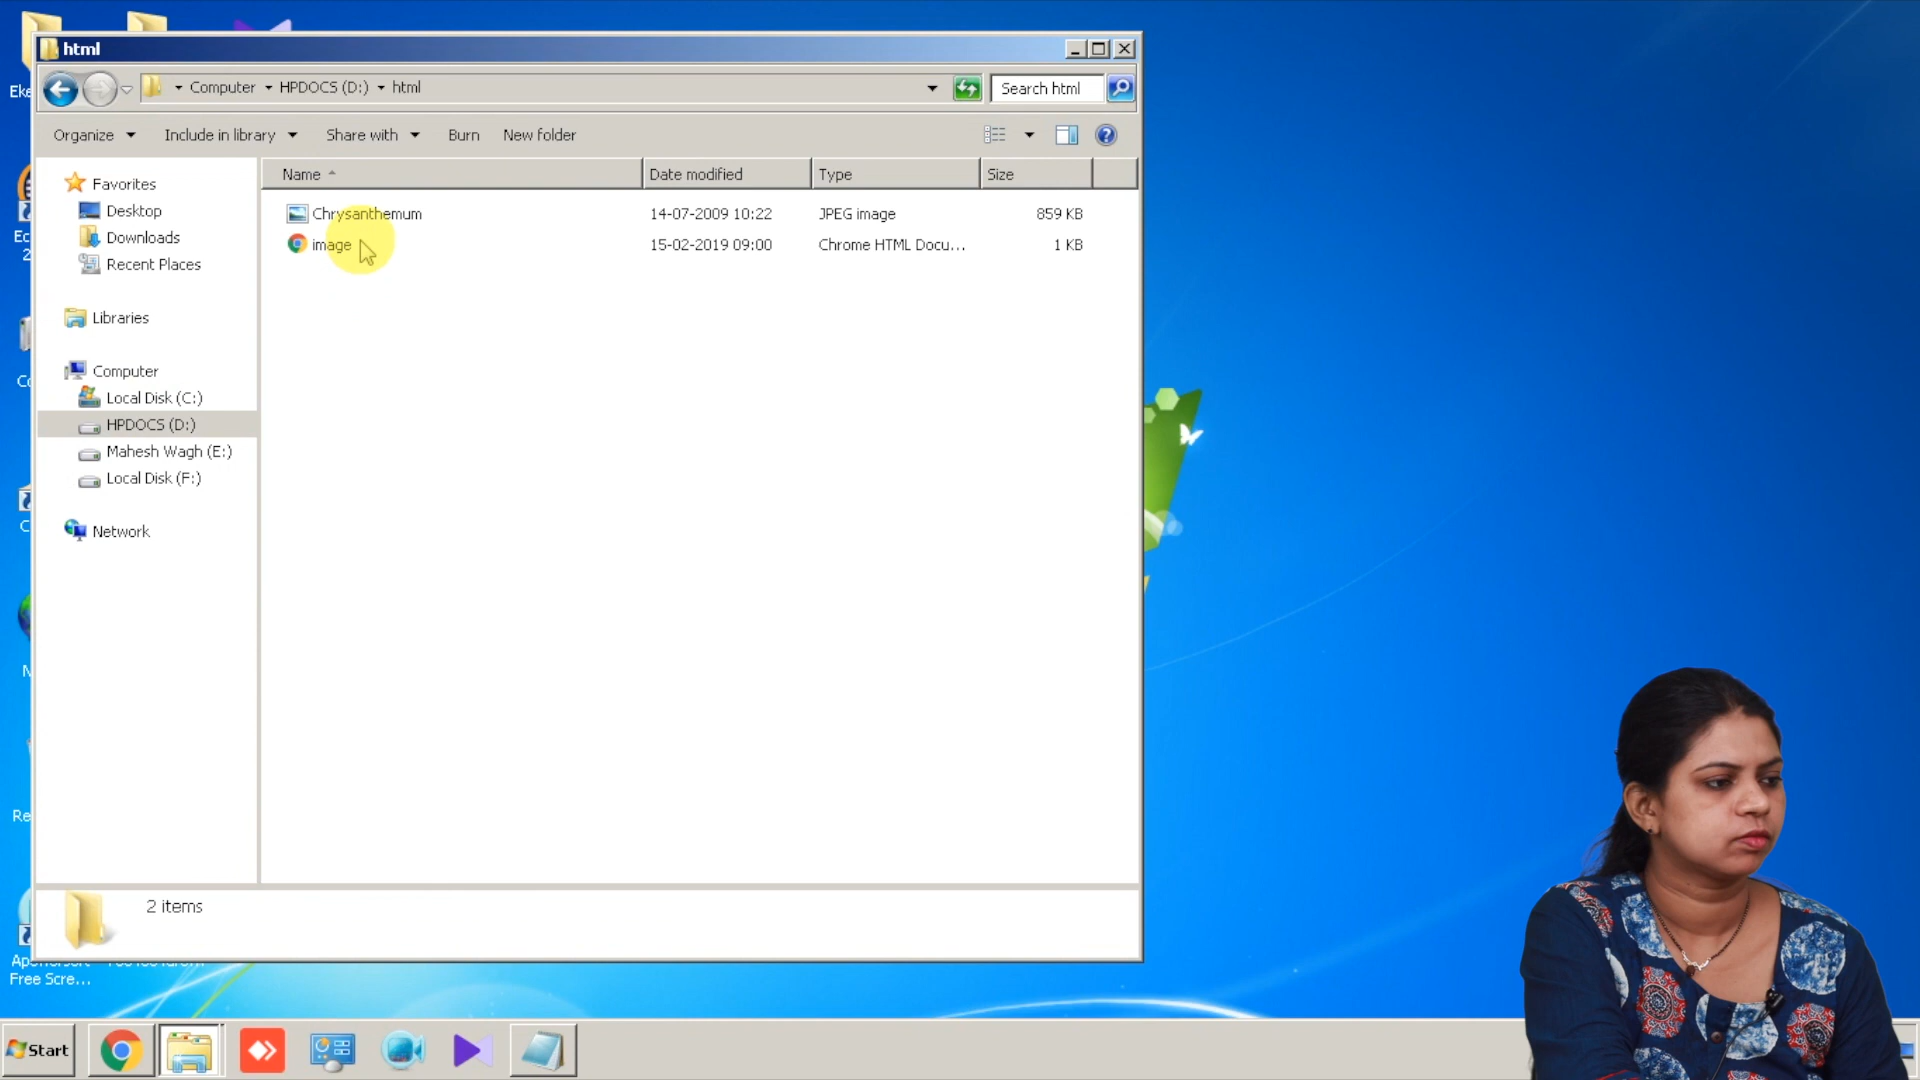 html
Computer HPDOCS (D:) html
Search html
Organize Include in library Share with Burn New folder
Name Date modified Type Size
Chrysanthemum 14-07-2009 10:22 JPEG image 859 KB
image 15-02-2019 09:00 Chrome HTML Docu... 1 KB
Favorites
Desktop
Downloads
Recent Places
Libraries
Computer
Local Disk (C:)
HPDOCS (D:)
Mahesh Wagh (E:)
Local Disk (F:)
Network
2 items
Free Scre...
Start